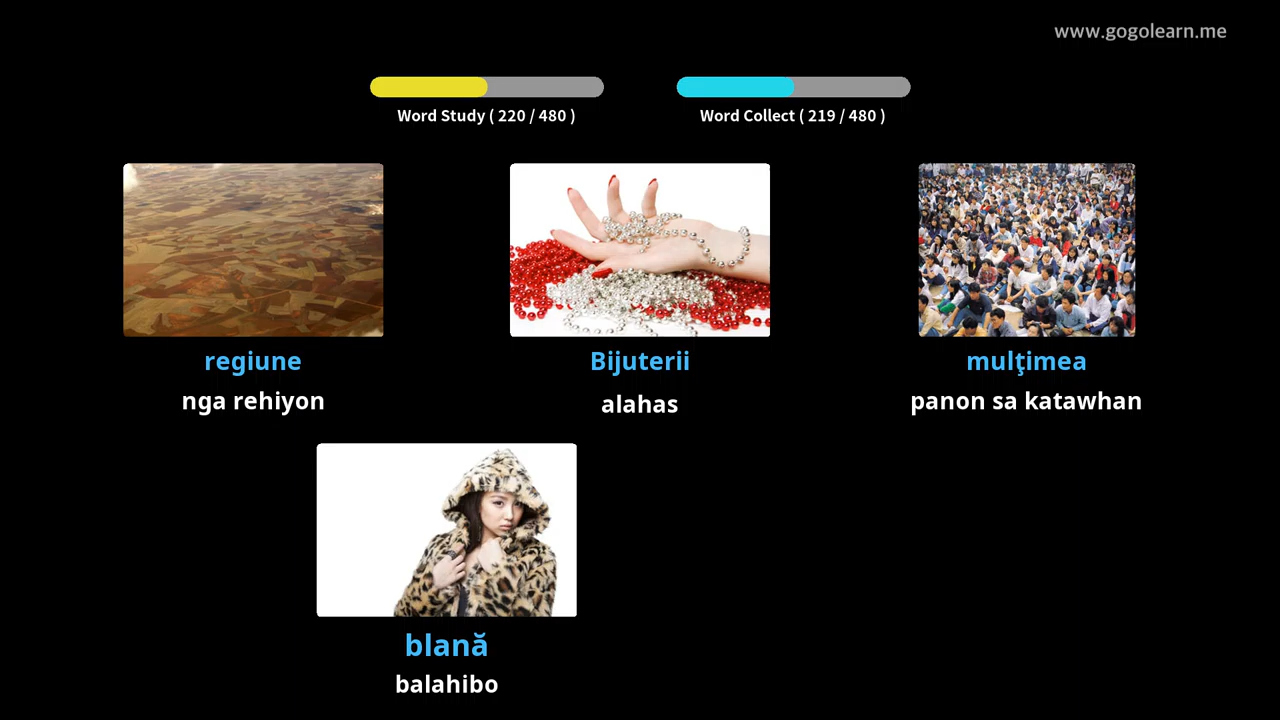 www.gogolearn.me
Word Study ( 220 / 480 )
Word Collect ( 219 / 480 )
regiune
nga rehiyon
Bijuterii
alahas
mulţimea
panon sa katawhan
blană
balahibo